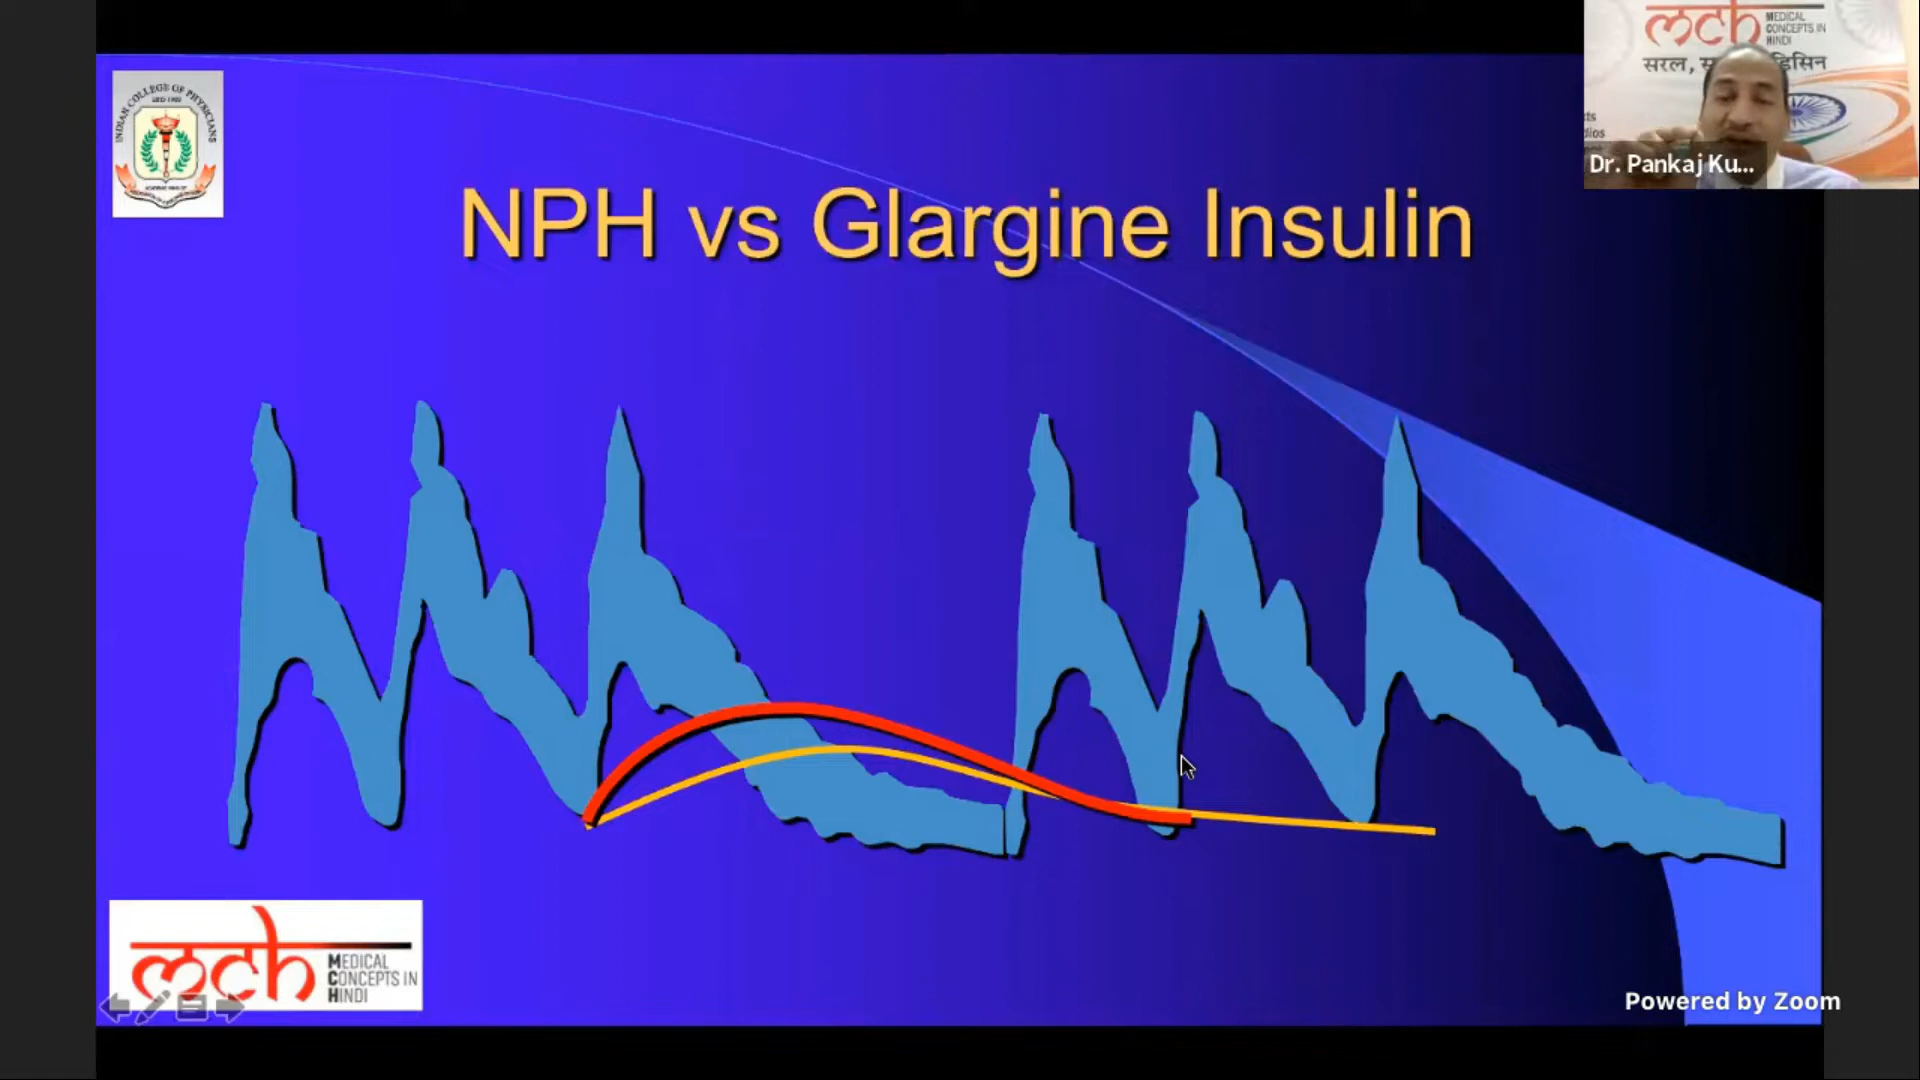 mch MEDICAL
CONCEPTS IN
HINDI
सरल,
डिसिन
Dr. Pankaj Ku...
INDIAN COLLEGE OF PHYSICIANS
NPH vs Glargine Insulin
mch MEDICAL
CONCEPTS IN
HINDI
Powered by Zoom